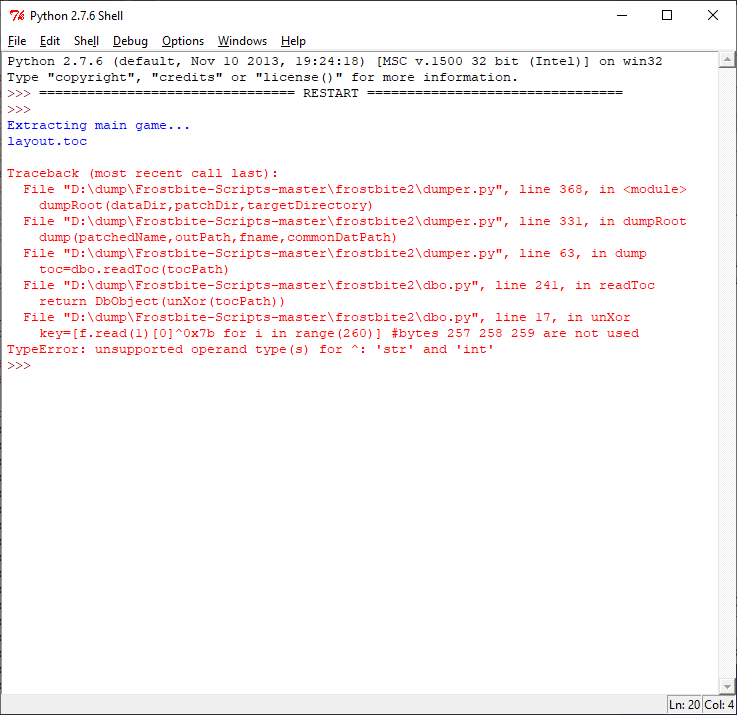 Python 2.7.6 Shell
File Edit Shell Debug Options Windows Help
Python 2.7.6 (default, Nov 10 2013, 19:24:18) [MSC v.1500 32 bit (Intel)] on win32
Type "copyright", "credits" or "license()" for more information.
>>> ================================ RESTART ================================
>>>
Extracting main game...
layout.toc
Traceback (most recent call last):
  File "D:\dump\Frostbite-Scripts-master\frostbite2\dumper.py", line 368, in <module>
    dumpRoot(dataDir,patchDir,targetDirectory)
  File "D:\dump\Frostbite-Scripts-master\frostbite2\dumper.py", line 331, in dumpRoot
    dump(patchedName,outPath,fname,commonDatPath)
  File "D:\dump\Frostbite-Scripts-master\frostbite2\dumper.py", line 63, in dump
    toc=dbo.readToc(tocPath)
  File "D:\dump\Frostbite-Scripts-master\frostbite2\dbo.py", line 241, in readToc
    return DbObject(unXor(tocPath))
  File "D:\dump\Frostbite-Scripts-master\frostbite2\dbo.py", line 17, in unXor
    key=[f.read(1)[0]^0x7b for i in range(260)] #bytes 257 258 259 are not used
TypeError: unsupported operand type(s) for ^: 'str' and 'int'
>>>
Ln: 20 Col: 4